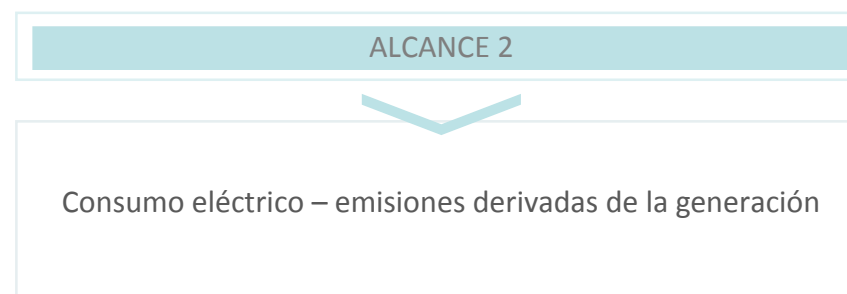 ALCANCE 2
Consumo eléctrico – emisiones derivadas de la generación